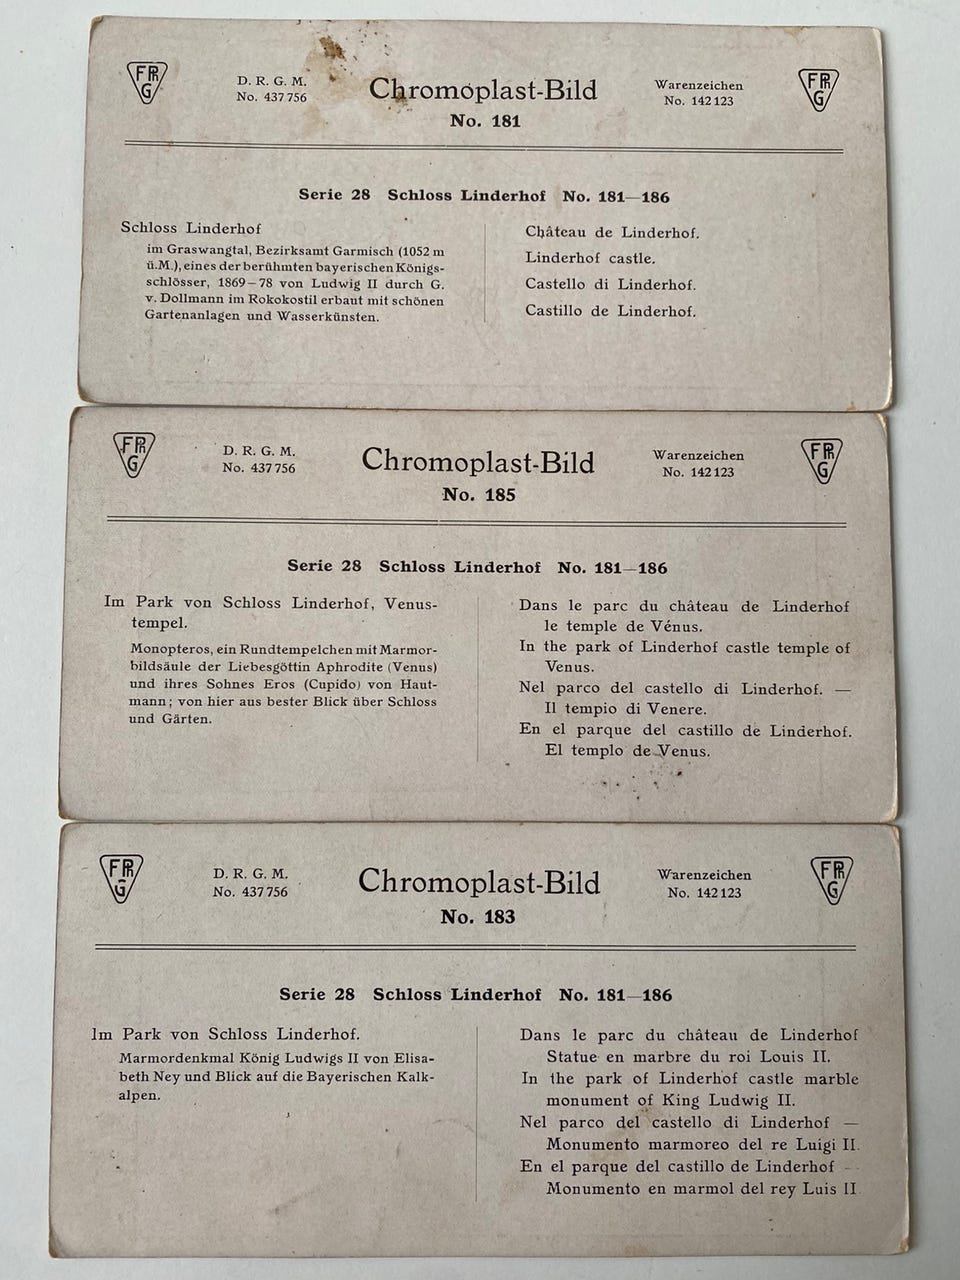 FPR
G
D. R. G. M.
No. 437 756
Chromoplast-Bild
No. 181
Warenzeichen
No. 142 123
FPR
G
Serie 28 Schloss Linderhof No. 181—186
Schloss Linderhof
im Graswangtal, Bezirksamt Garmisch (1052 m
ü.M.), eines der berühmten bayerischen Königs-
schlösser, 1869–78 von Ludwig II durch G.
v. Dollmann im Rokokostil erbaut mit schönen
Gartenanlagen und Wasserkünsten.
Château de Linderhof.
Linderhof castle.
Castello di Linderhof.
Castillo de Linderhof.
FPR
G
D. R. G. M.
No. 437 756
Chromoplast-Bild
No. 185
Warenzeichen
No. 142 123
FPR
G
Serie 28 Schloss Linderhof No. 181—186
Im Park von Schloss Linderhof, Venus-
tempel.
Monopteros, ein Rundtempelchen mit Marmor-
bildsäule der Liebesgöttin Aphrodite (Venus)
und ihres Sohnes Eros (Cupido) von Haut-
mann; von hier aus bester Blick über Schloss
und Gärten.
Dans le parc du château de Linderhof
le temple de Vénus.
In the park of Linderhof castle temple of
Venus.
Nel parco del castello di Linderhof. —
Il tempio di Venere.
En el parque del castillo de Linderhof.
El templo de Venus.
FPR
G
D. R. G. M.
No. 437 756
Chromoplast-Bild
No. 183
Warenzeichen
No. 142 123
FPR
G
Serie 28 Schloss Linderhof No. 181—186
Im Park von Schloss Linderhof.
Marmordenkmal König Ludwigs II von Elisa-
beth Ney und Blick auf die Bayerischen Kalk-
alpen.
Dans le parc du château de Linderhof
Statue en marbre du roi Louis II.
In the park of Linderhof castle marble
monument of King Ludwig II.
Nel parco del castello di Linderhof —
Monumento marmoreo del re Luigi II.
En el parque del castillo de Linderhof —
Monumento en marmol del rey Luis II